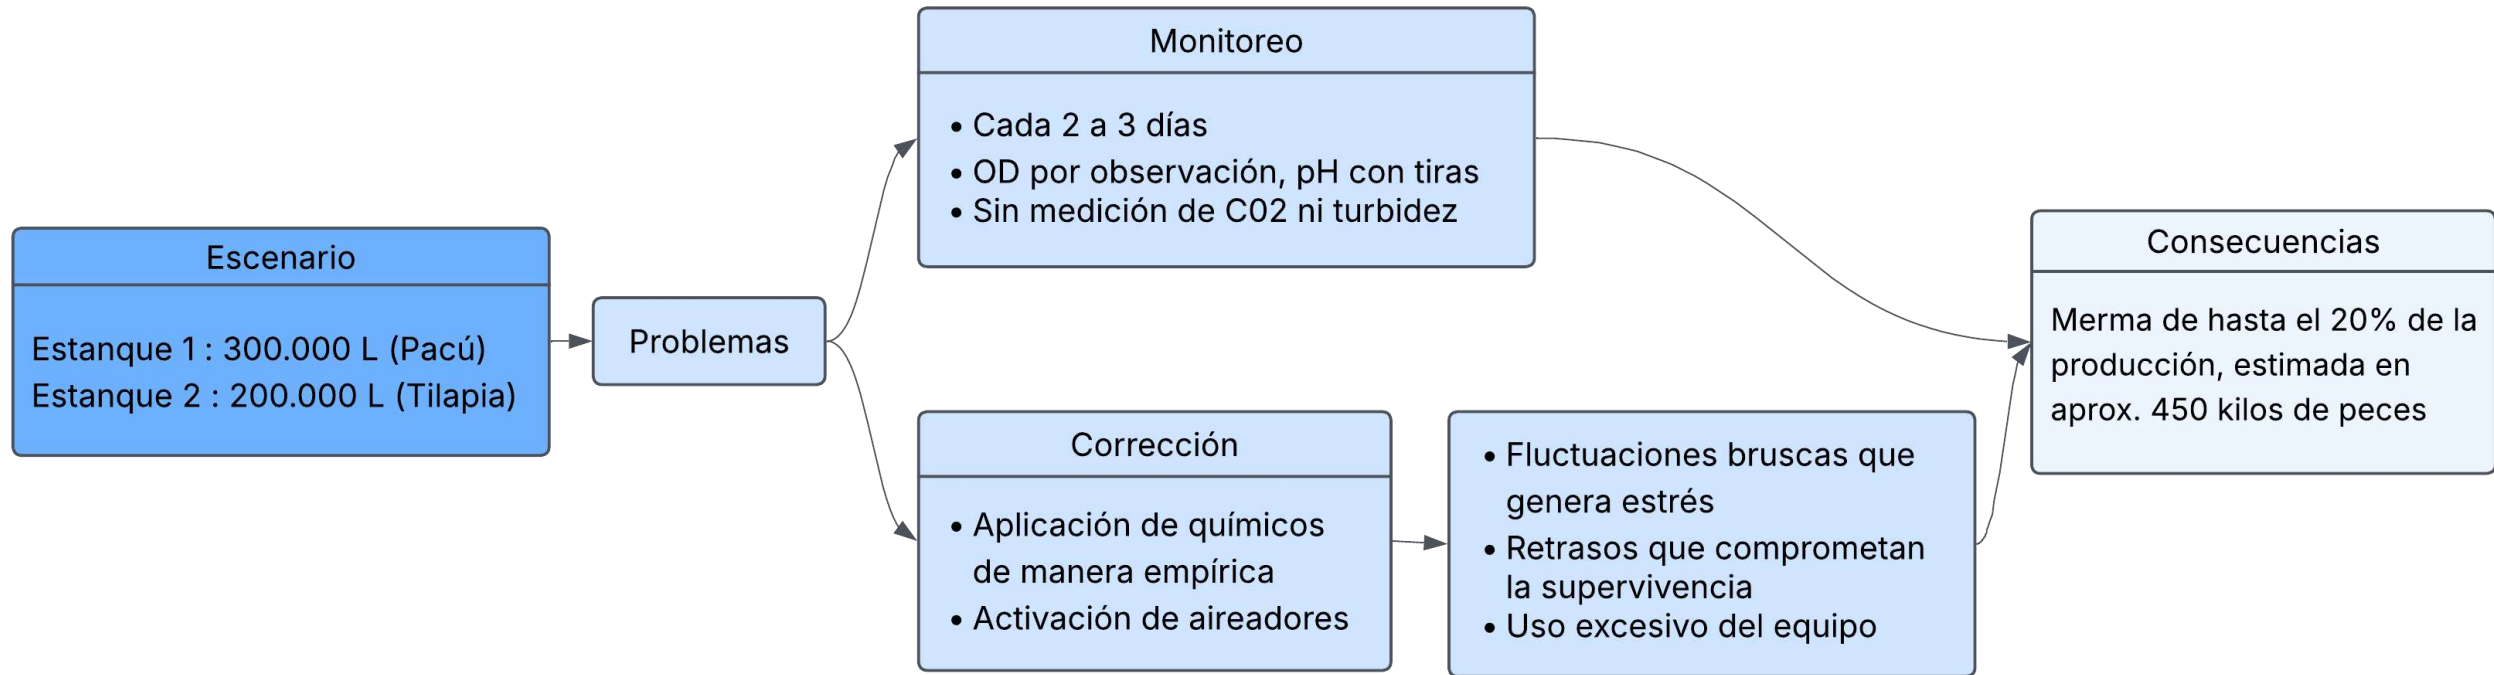 Escenario
Estanque 1 : 300.000 L (Pacú)
Estanque 2 : 200.000 L (Tilapia)
Problemas
Monitoreo
• Cada 2 a 3 días
• OD por observación, pH con tiras
• Sin medición de C02 ni turbidez
Corrección
• Aplicación de químicos
de manera empírica
• Activación de aireadores
• Fluctuaciones bruscas que
genera estrés
• Retrasos que comprometan
la supervivencia
• Uso excesivo del equipo
Consecuencias
Merma de hasta el 20% de la
producción, estimada en
aprox. 450 kilos de peces